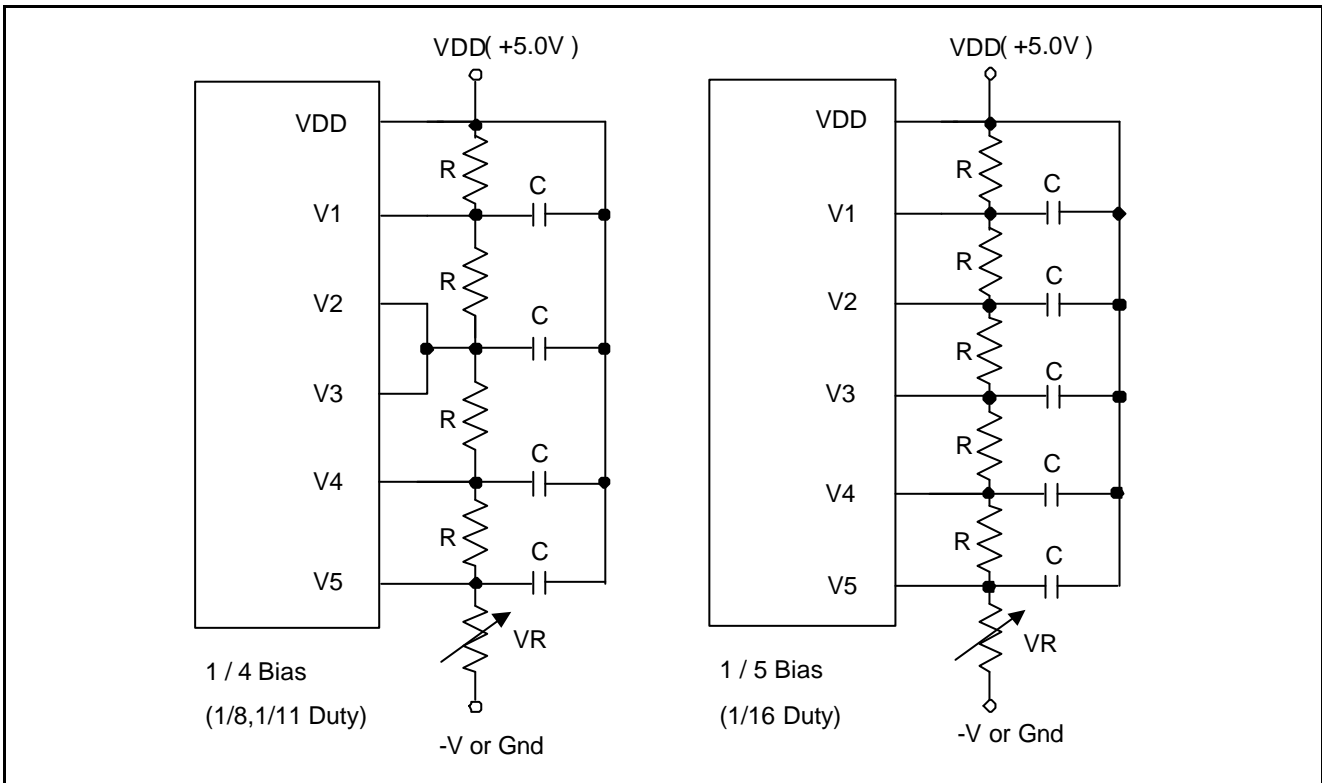 VDD( +5.0V )
VDD
R
C
V1
R
V2
C
V3
R
C
V4
R
C
V5
VR
1 / 4 Bias
(1/8,1/11 Duty)
-V or Gnd
VDD( +5.0V )
VDD
R
C
V1
R
C
V2
R
C
V3
R
C
V4
R
C
V5
VR
1 / 5 Bias
(1/16 Duty)
-V or Gnd